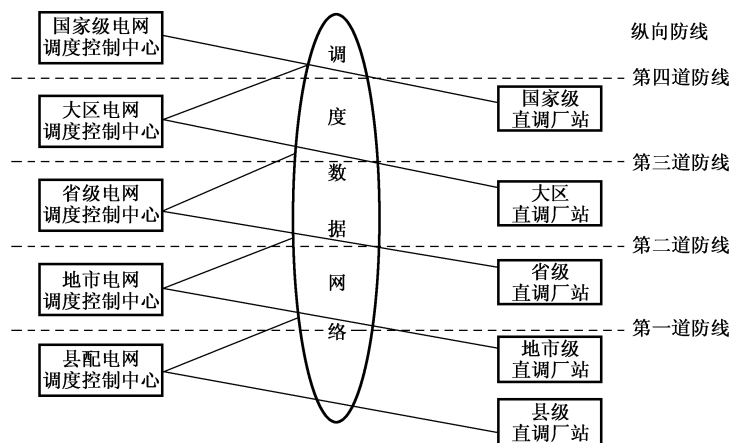 国家级电网
调度控制中心
纵向防线
第四道防线
国家级
直调厂站
大区电网
调度控制中心
第三道防线
大区
直调厂站
省级电网
调度控制中心
第二道防线
省级
直调厂站
地市电网
调度控制中心
第一道防线
地市级
直调厂站
县配电网
调度控制中心
县级
直调厂站
调
度
数
据
网
络